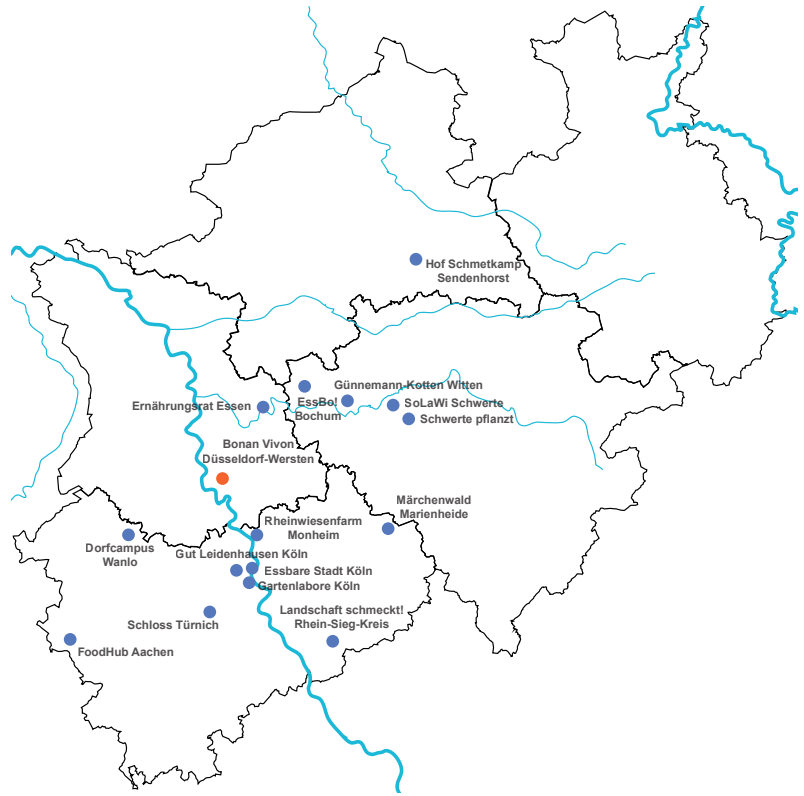 Hof Schmetkamp
Sendenhorst
Günnemann-Kotten Witten
Ernährungsrat Essen
EssBo!
Bochum
SoLaWi Schwerte
Schwerte pflanzt
Bonan Vivon
Düsseldorf-Wersten
Märchenwald
Marienheide
Rheinwiesenfarm
Monheim
Dorfcampus
Wanlo
Gut Leidenhausen Köln
Essbare Stadt Köln
Gartenlabore Köln
Landschaft schmeckt!
Rhein-Sieg-Kreis
Schloss Türnich
FoodHub Aachen